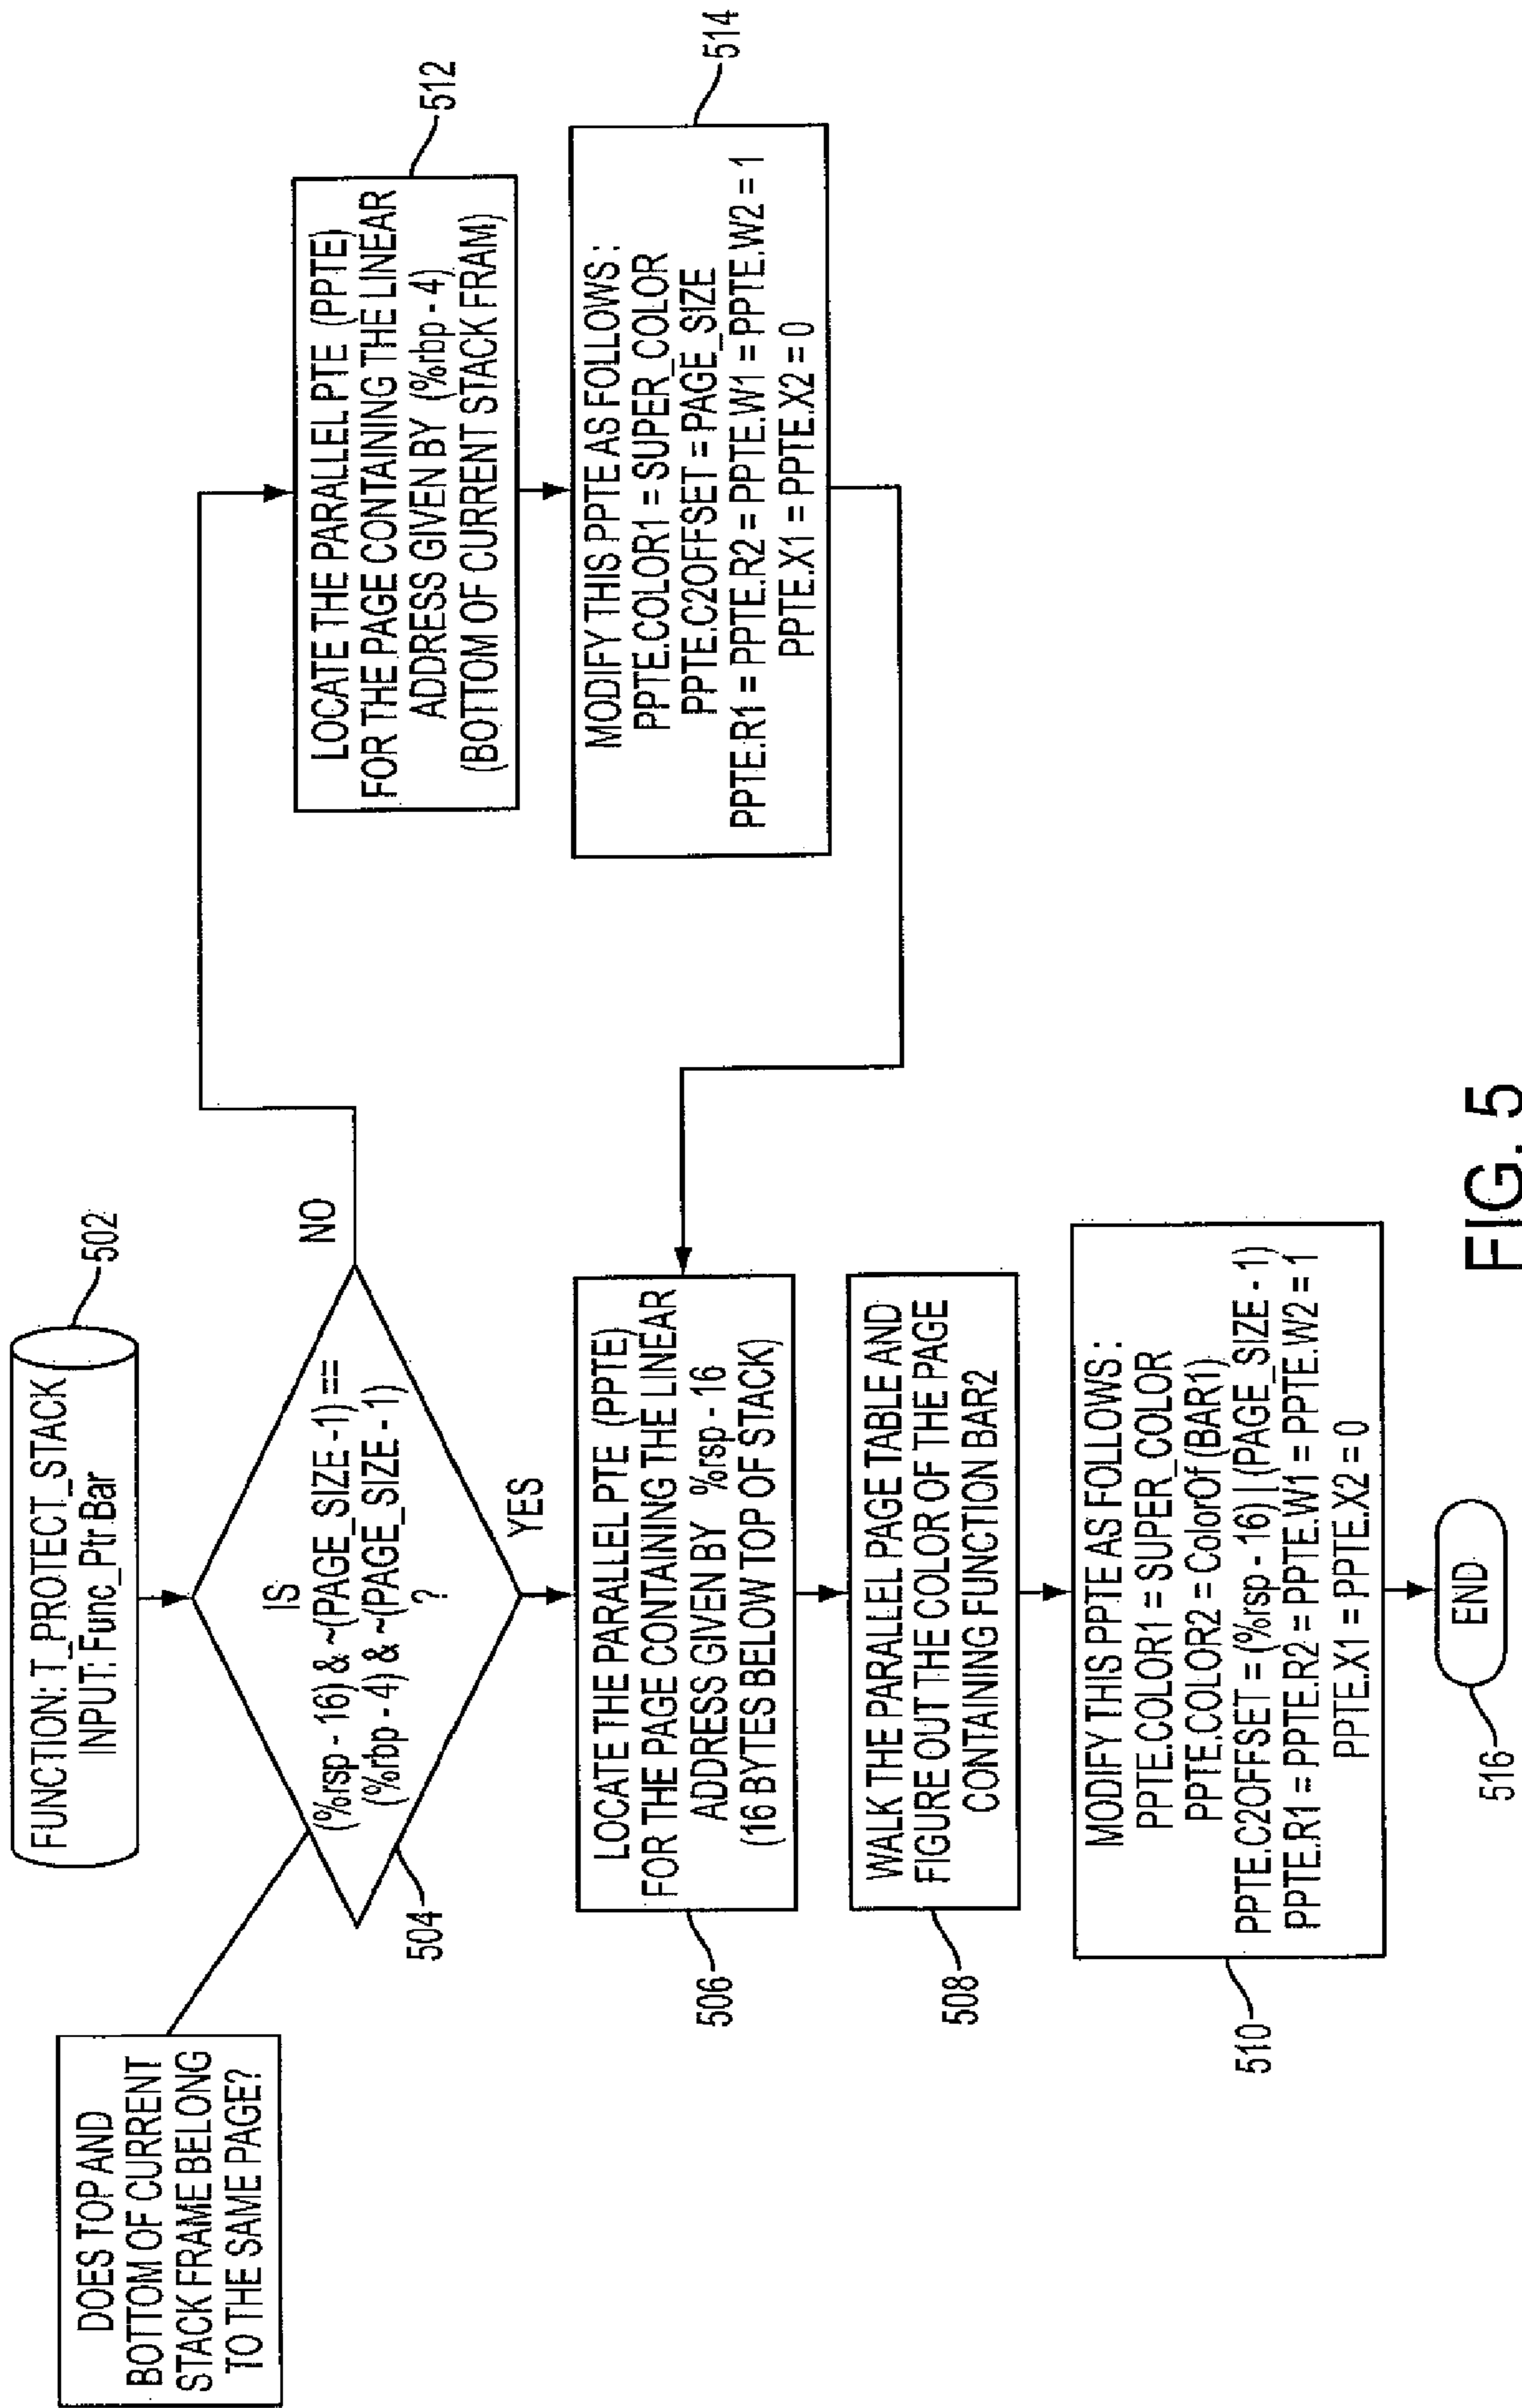 FUNCTION: T_PROTECT_STACK
INPUT: Func_Ptr Bar
502
DOES TOP AND
BOTTOM OF CURRENT
STACK FRAME BELONG
TO THE SAME PAGE?
IS
(%rsp - 16) & ~(PAGE_SIZE -1) ==
(%rbp - 4) & ~(PAGE_SIZE - 1)
?
504
NO
YES
LOCATE THE PARALLEL PTE (PPTE)
FOR THE PAGE CONTAINING THE LINEAR
ADDRESS GIVEN BY (%rbp - 4)
(BOTTOM OF CURRENT STACK FRAM)
512
MODIFY THIS PPTE AS FOLLOWS :
PPTE.COLOR1 = SUPER_COLOR
PPTE.C2OFFSET = PAGE_SIZE
PPTE.R1 = PPTE.R2 = PPTE.W1 = PPTE.W2 = 1
PPTE.X1 = PPTE.X2 = 0
514
LOCATE THE PARALLEL PTE (PPTE)
FOR THE PAGE CONTAINING THE LINEAR
ADDRESS GIVEN BY %rsp - 16
(16 BYTES BELOW TOP OF STACK)
506
WALK THE PARALLEL PAGE TABLE AND
FIGURE OUT THE COLOR OF THE PAGE
CONTAINING FUNCTION BAR2
508
MODIFY THIS PPTE AS FOLLOWS :
PPTE.COLOR1 = SUPER_COLOR
PPTE.COLOR2 = ColorOf (BAR1)
PPTE.C2OFFSET = (%rsp - 16) | (PAGE_SIZE - 1)
PPTE.R1 = PPTE.R2 = PPTE.W1 = PPTE.W2 = 1
PPTE.X1 = PPTE.X2 = 0
510
END
516
FIG. 5